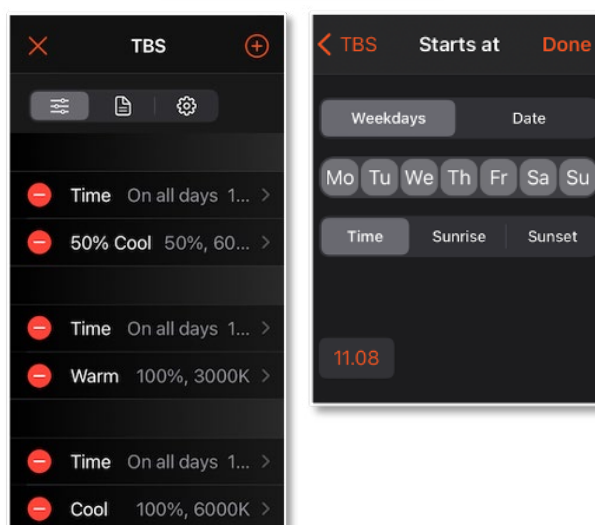 TBS
Time On all days 1...
50% Cool 50%, 60...
Time On all days 1...
Warm 100%, 3000K
Time On all days 1...
Cool 100%, 6000K
TBS Starts at Done
Weekdays Date
Mo Tu We Th Fr Sa Su
Time Sunrise Sunset
11.08